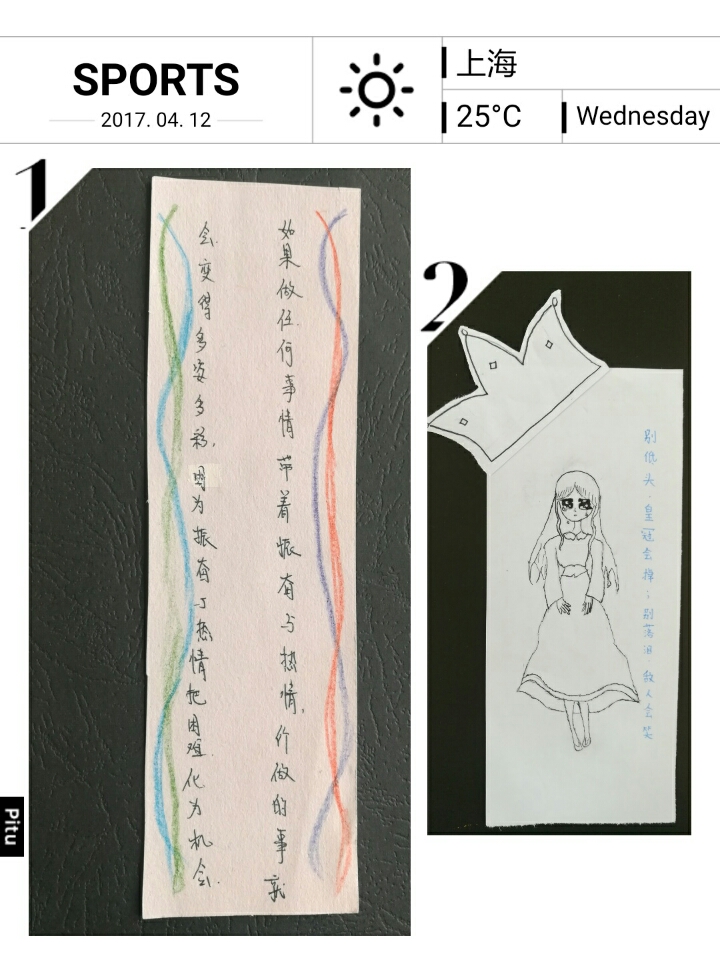 SPORTS
2017. 04. 12
上海
25°C
Wednesday
1
如果做任何事情带着振奋与热情,你做的事就
会变得多姿多彩,因为振奋与热情把困难化为机会.
2
别低头,皇冠会掉;别落泪,敌人会笑
Pitu